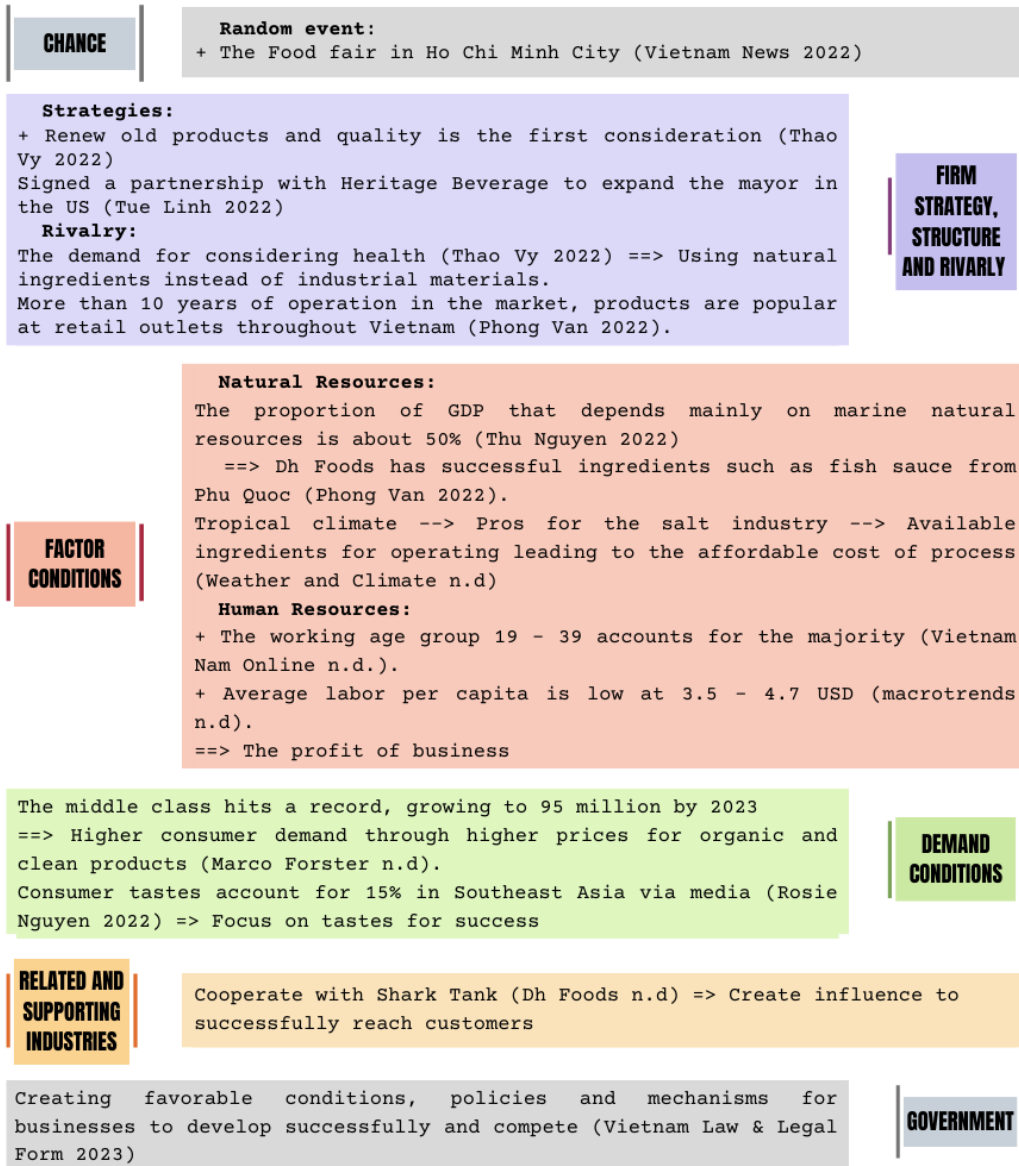 CHANCE
Random event:
+ The Food fair in Ho Chi Minh City (Vietnam News 2022)
Strategies:
+ Renew old products and quality is the first consideration (Thao
Vy 2022)
Signed a partnership with Heritage Beverage to expand the mayor in
the US (Tue Linh 2022)
Rivalry:
The demand for considering health (Thao Vy 2022) ==> Using natural
ingredients instead of industrial materials.
More than 10 years of operation in the market, products are popular
at retail outlets throughout Vietnam (Phong Van 2022).
FIRM
STRATEGY,
STRUCTURE
AND RIVARLY
FACTOR
CONDITIONS
Natural Resources:
The proportion of GDP that depends mainly on marine natural
resources is about 50% (Thu Nguyen 2022)
==> Dh Foods has successful ingredients such as fish sauce from
Phu Quoc (Phong Van 2022).
Tropical climate --> Pros for the salt industry --> Available
ingredients for operating leading to the affordable cost of process
(Weather and Climate n.d)
Human Resources:
+ The working age group 19 - 39 accounts for the majority (Vietnam
Nam Online n.d.).
+ Average labor per capita is low at 3.5 - 4.7 USD (macrotrends
n.d).
==> The profit of business
The middle class hits a record, growing to 95 million by 2023
==> Higher consumer demand through higher prices for organic and
clean products (Marco Forster n.d).
Consumer tastes account for 15% in Southeast Asia via media (Rosie
Nguyen 2022) => Focus on tastes for success
DEMAND
CONDITIONS
RELATED AND
SUPPORTING
INDUSTRIES
Cooperate with Shark Tank (Dh Foods n.d) => Create influence to
successfully reach customers
Creating favorable conditions, policies and mechanisms for
businesses to develop successfully and compete (Vietnam Law & Legal
Form 2023)
GOVERNMENT